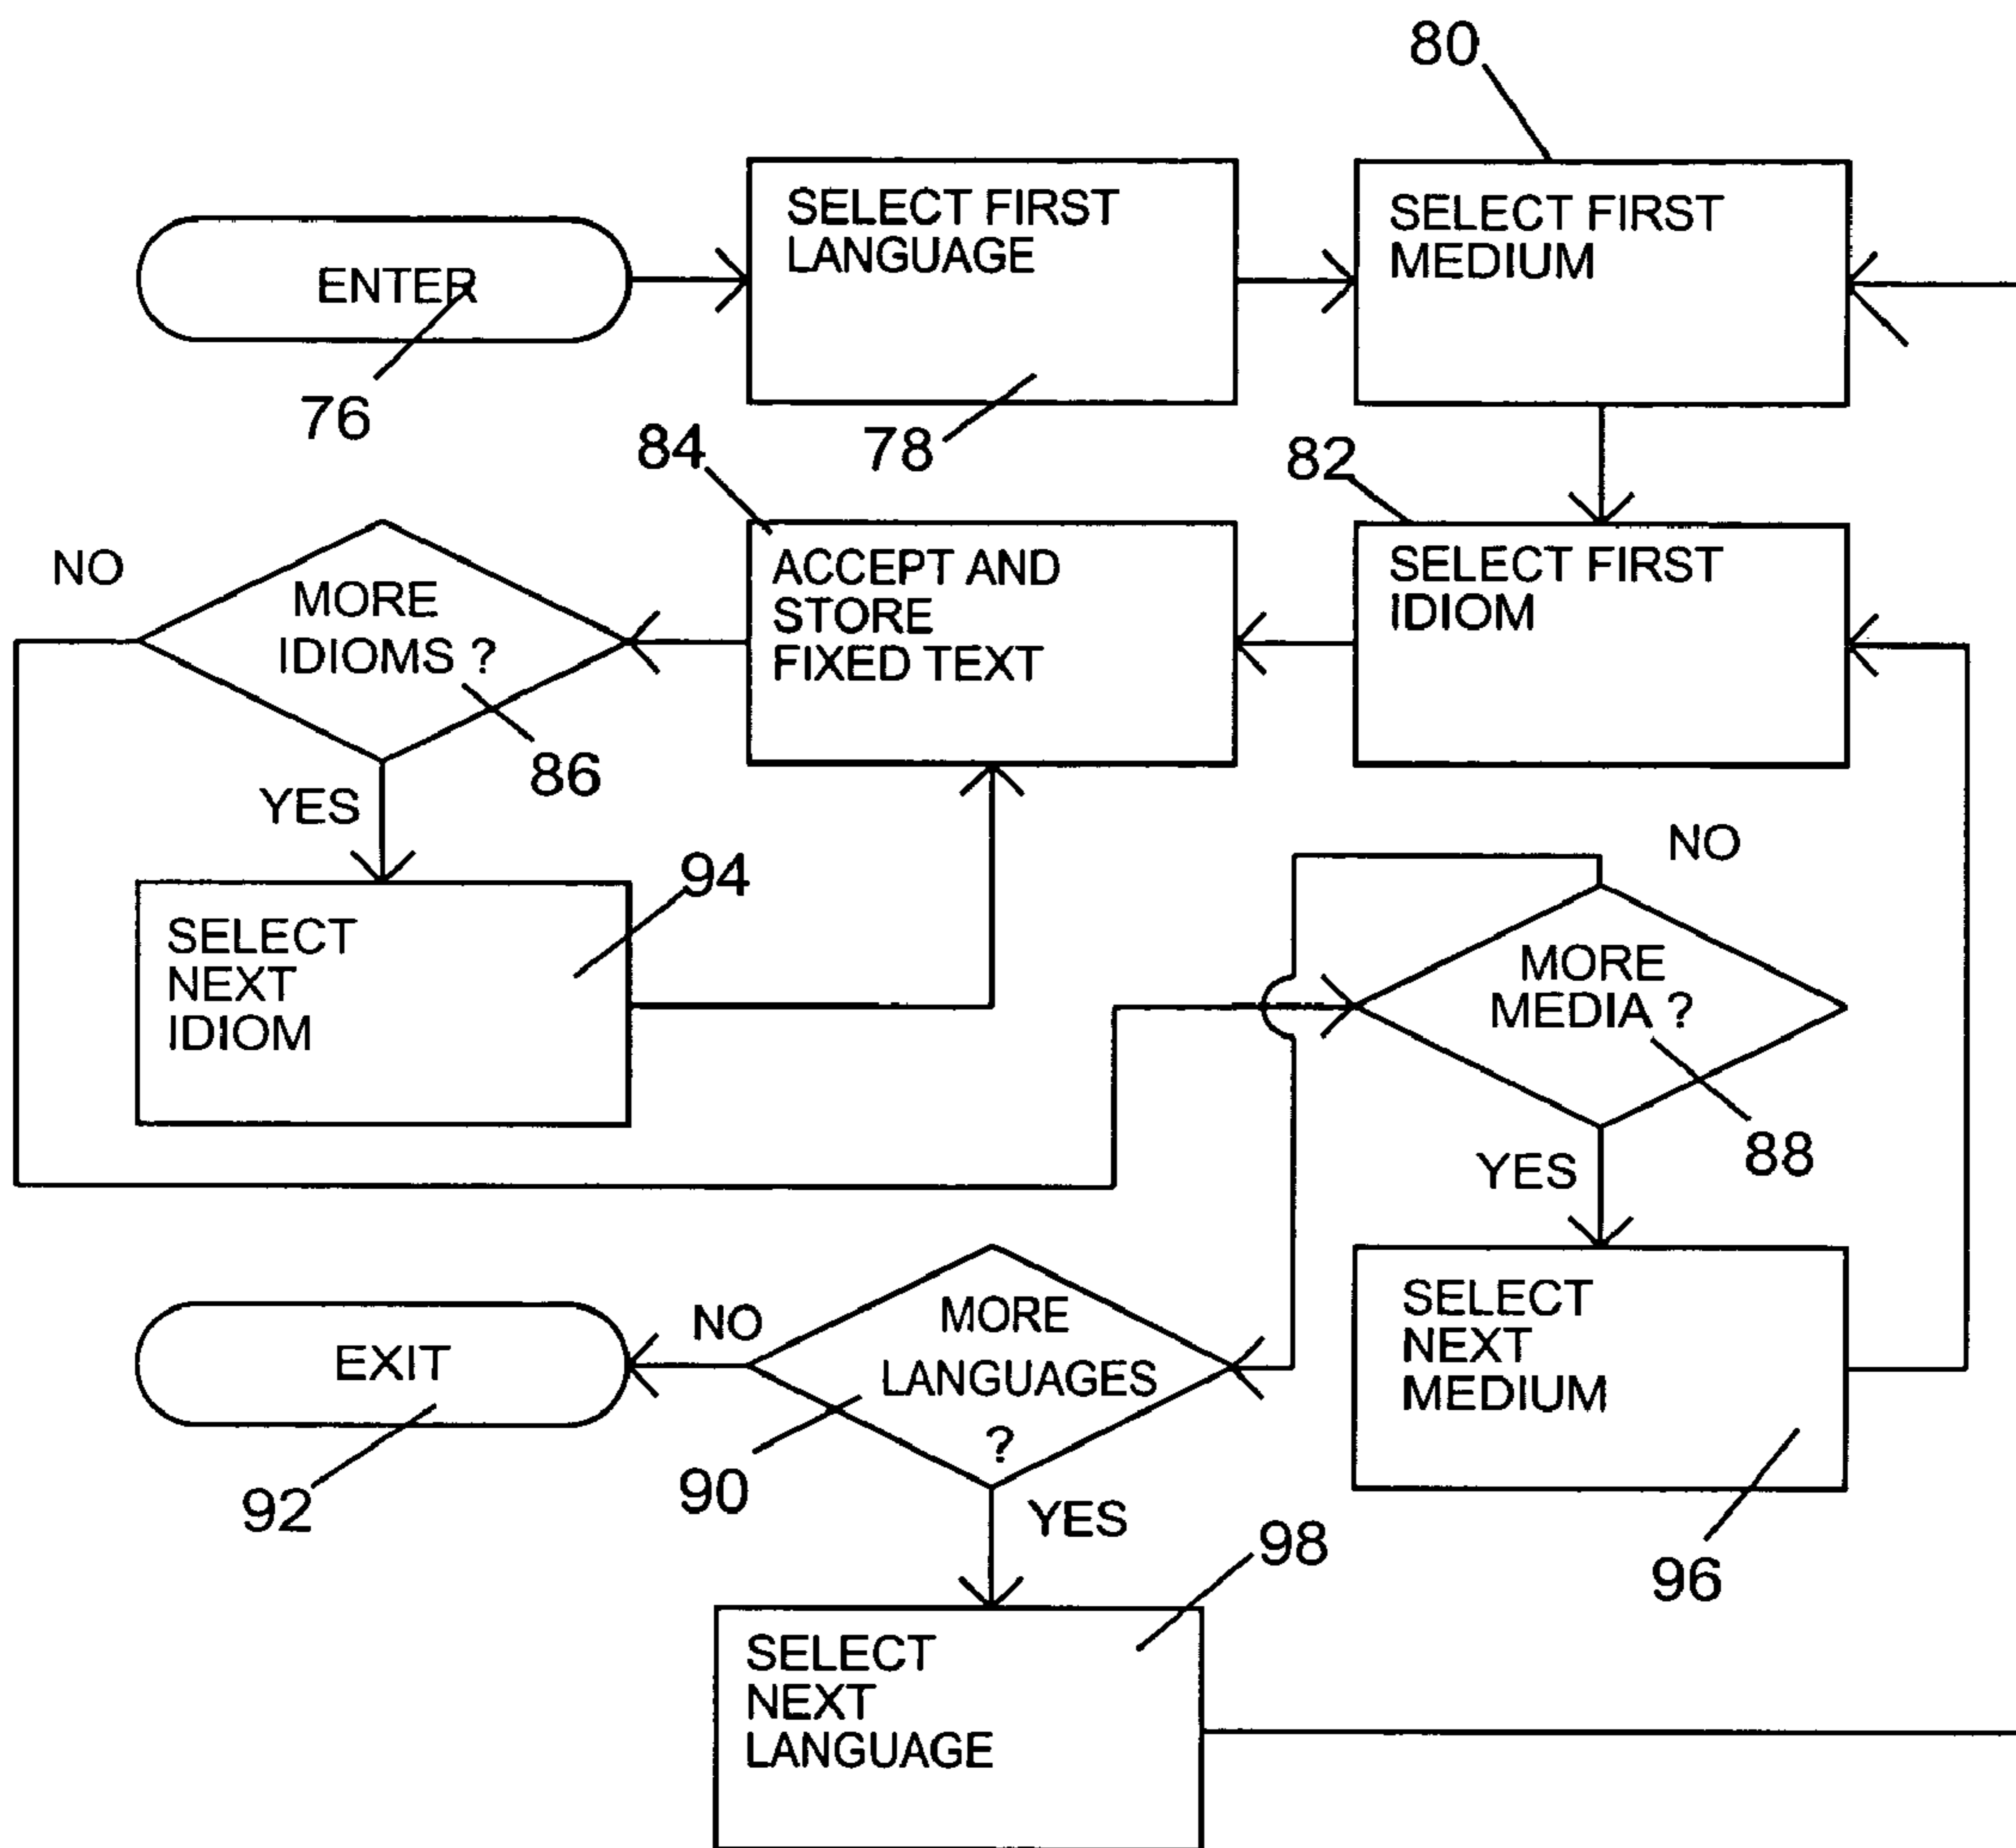 80
SELECT FIRST
LANGUAGE
SELECT FIRST
MEDIUM
ENTER
76
78
84
82
NO
MORE
IDIOMS ?
ACCEPT AND
STORE
FIXED TEXT
SELECT FIRST
IDIOM
86
YES
NO
94
SELECT
NEXT
IDIOM
MORE
MEDIA ?
88
YES
NO
MORE
LANGUAGES
?
EXIT
SELECT
NEXT
MEDIUM
92
90
YES
98
96
SELECT
NEXT
LANGUAGE